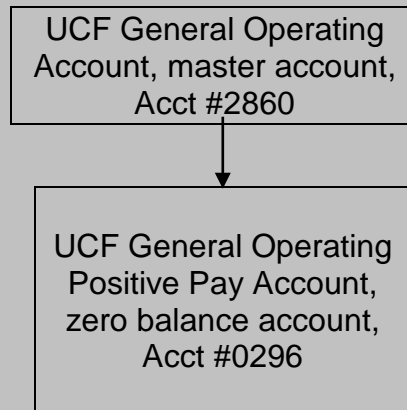 UCF General Operating
Account, master account,
Acct #2860
UCF General Operating
Positive Pay Account,
zero balance account,
Acct #0296